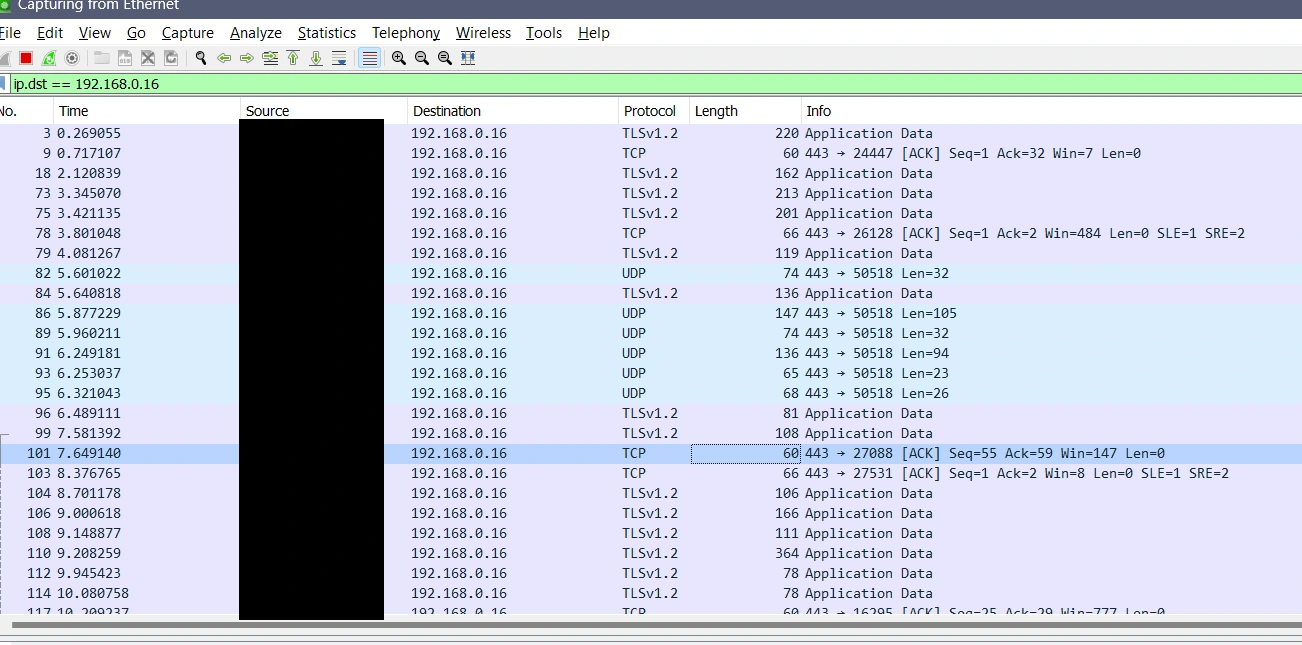 Capturing from Ethernet
File Edit View Go Capture Analyze Statistics Telephony Wireless Tools Help
ip.dst == 192.168.0.16
No. Time Source Destination Protocol Length Info
3 0.269055 192.168.0.16 TLSv1.2 220 Application Data
9 0.717107 192.168.0.16 TCP 60 443 → 24447 [ACK] Seq=1 Ack=32 Win=7 Len=0
18 2.120839 192.168.0.16 TLSv1.2 162 Application Data
73 3.345070 192.168.0.16 TLSv1.2 213 Application Data
75 3.421135 192.168.0.16 TLSv1.2 201 Application Data
78 3.801048 192.168.0.16 TCP 66 443 → 26128 [ACK] Seq=1 Ack=2 Win=484 Len=0 SLE=1 SRE=2
79 4.081267 192.168.0.16 TLSv1.2 119 Application Data
82 5.601022 192.168.0.16 UDP 74 443 → 50518 Len=32
84 5.640818 192.168.0.16 TLSv1.2 136 Application Data
86 5.877229 192.168.0.16 UDP 147 443 → 50518 Len=105
89 5.960211 192.168.0.16 UDP 74 443 → 50518 Len=32
91 6.249181 192.168.0.16 UDP 136 443 → 50518 Len=94
93 6.253037 192.168.0.16 UDP 65 443 → 50518 Len=23
95 6.321043 192.168.0.16 UDP 68 443 → 50518 Len=26
96 6.489111 192.168.0.16 TLSv1.2 81 Application Data
99 7.581392 192.168.0.16 TLSv1.2 108 Application Data
101 7.649140 192.168.0.16 TCP 60 443 → 27088 [ACK] Seq=55 Ack=59 Win=147 Len=0
103 8.376765 192.168.0.16 TCP 66 443 → 27531 [ACK] Seq=1 Ack=2 Win=8 Len=0 SLE=1 SRE=2
104 8.701178 192.168.0.16 TLSv1.2 106 Application Data
106 9.000618 192.168.0.16 TLSv1.2 166 Application Data
108 9.148877 192.168.0.16 TLSv1.2 111 Application Data
110 9.208259 192.168.0.16 TLSv1.2 364 Application Data
112 9.945423 192.168.0.16 TLSv1.2 78 Application Data
114 10.080758 192.168.0.16 TLSv1.2 78 Application Data
117 10.209237 192.168.0.16 TCP 60 443 → 16295 [ACK] Seq=25 Ack=29 Win=777 Len=0